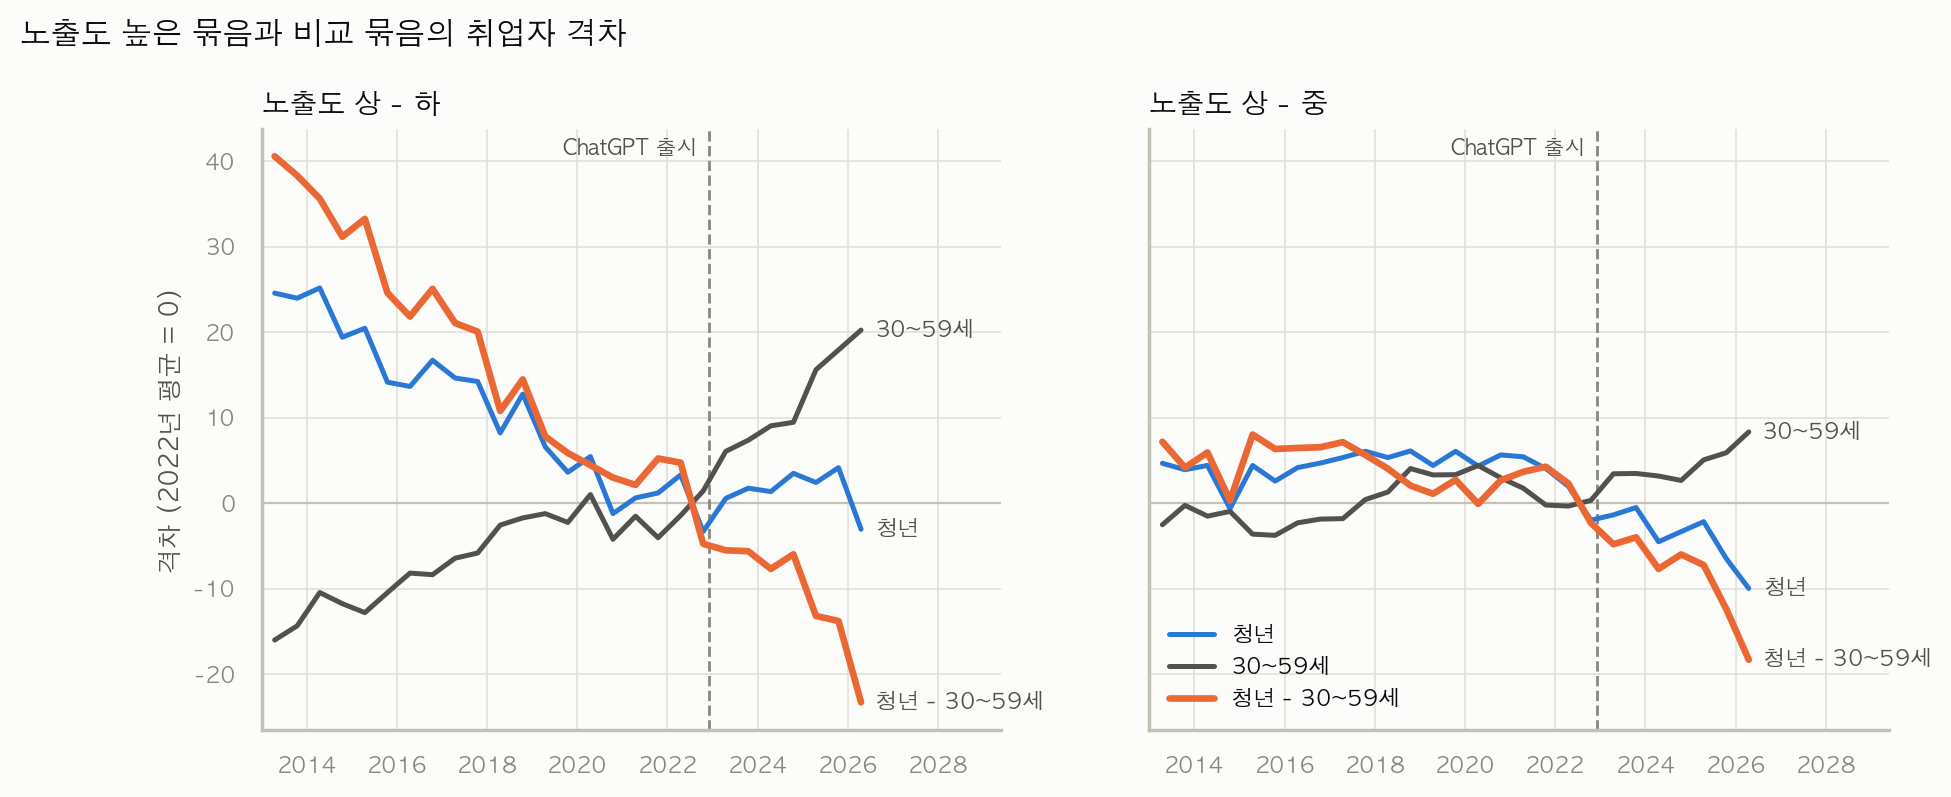 노출도 높은 묶음과 비교 묶음의 취업자 격차
노출도 상 - 하
ChatGPT 출시
격차 (2022년 평균 = 0)
40
30
20
10
0
-10
-20
30~59세
청년
청년 - 30~59세
2014 2016 2018 2020 2022 2024 2026 2028
노출도 상 - 중
ChatGPT 출시
30~59세
청년
청년 - 30~59세
청년
30~59세
청년 - 30~59세
2014 2016 2018 2020 2022 2024 2026 2028